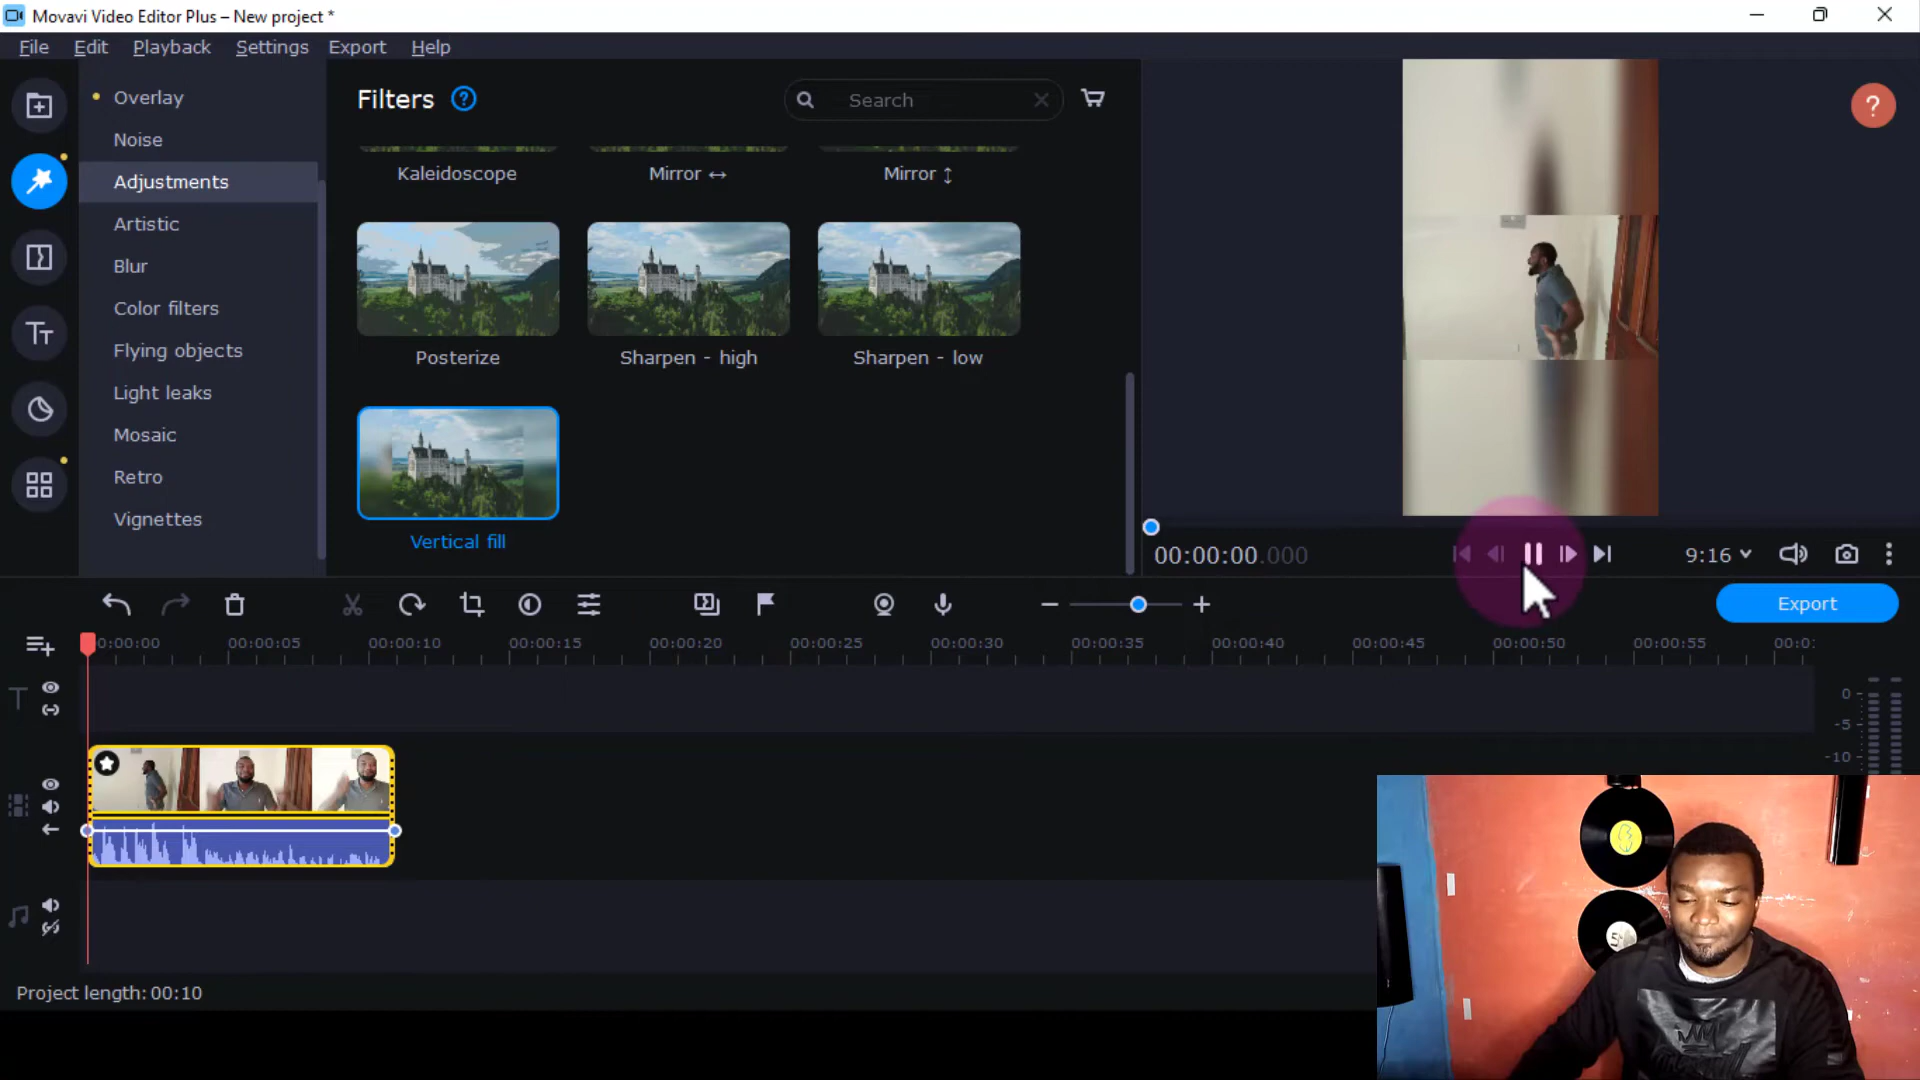 Movavi Video Editor Plus – New project *
File Edit Playback Settings Export Help
Overlay
Noise
Adjustments
Artistic
Blur
Color filters
Flying objects
Light leaks
Mosaic
Retro
Vignettes
Filters ?
Search
Kaleidoscope
Mirror ↔
Mirror ↕
Posterize
Sharpen - high
Sharpen - low
Vertical fill
?
00:00:00.000
9:16
Export
00:00:00 00:00:05 00:00:10 00:00:15 00:00:20 00:00:25 00:00:30 00:00:40 00:00:35 00:00:45 00:00:50 00:00:55 00:0:
T
0
-5
-10
Project length: 00:10